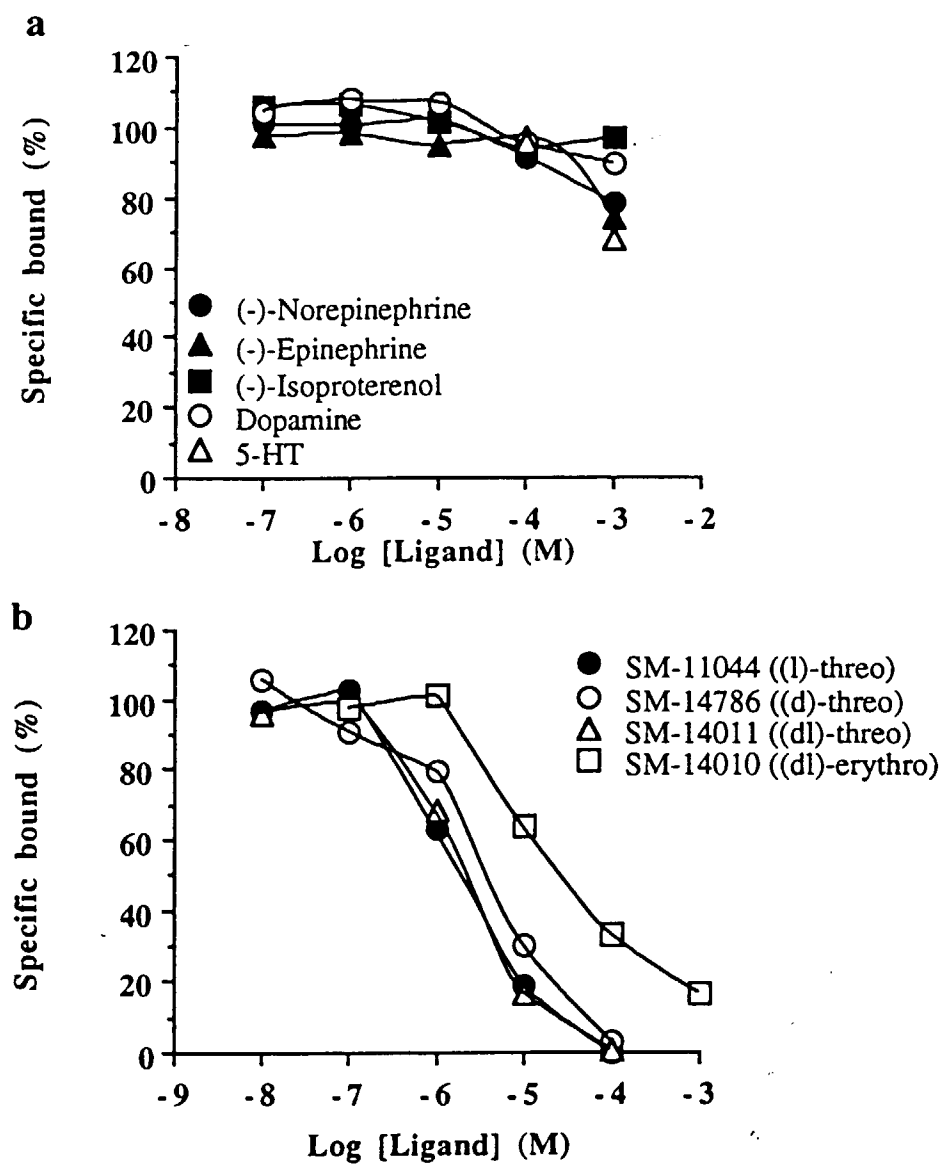 a
120
100
80
60
40
20
0
Specific bound (%)
(-)-Norepinephrine
(-)-Epinephrine
(-)-Isoproterenol
Dopamine
5-HT
-8 -7 -6 -5 -4 -3 -2
Log [Ligand] (M)
b
120
100
80
60
40
20
0
Specific bound (%)
SM-11044 ((l)-threo)
SM-14786 ((d)-threo)
SM-14011 ((dl)-threo)
SM-14010 ((dl)-erythro)
-9 -8 -7 -6 -5 -4 -3
Log [Ligand] (M)